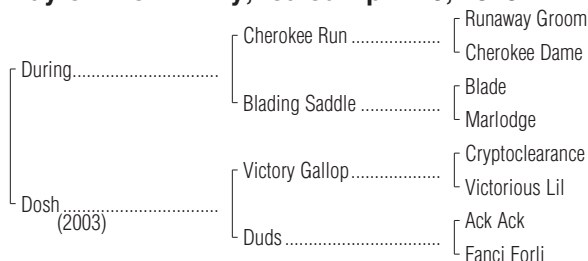 Runaway Groom
Cherokee Run
Cherokee Dame
During
Blade
Blading Saddle
Marlodge
Cryptoclearance
Victory Gallop
Victorious Lil
Dosh
(2003)
Ack Ack
Duds
Fanci Forli